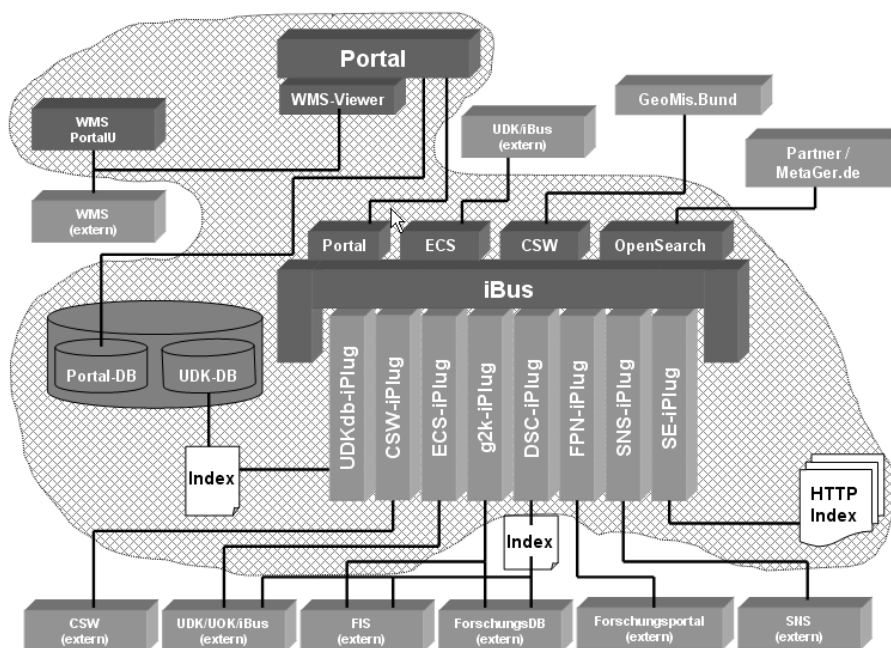 Portal
WMS-Viewer
WMS
PortalU
WMS
(extern)
UDK/iBus
(extern)
GeoMis.Bund
Partner /
MetaGer.de
Portal
ECS
CSW
OpenSearch
iBus
Portal-DB
UDK-DB
UDKdb-iPlug
CSW-iPlug
ECS-iPlug
g2k-iPlug
DSC-iPlug
FPN-iPlug
SNS-iPlug
SE-iPlug
Index
HTTP
Index
Index
CSW
(extern)
UDK/UOK/iBus
(extern)
FIS
(extern)
ForschungsDB
(extern)
Forschungsportal
(extern)
SNS
(extern)